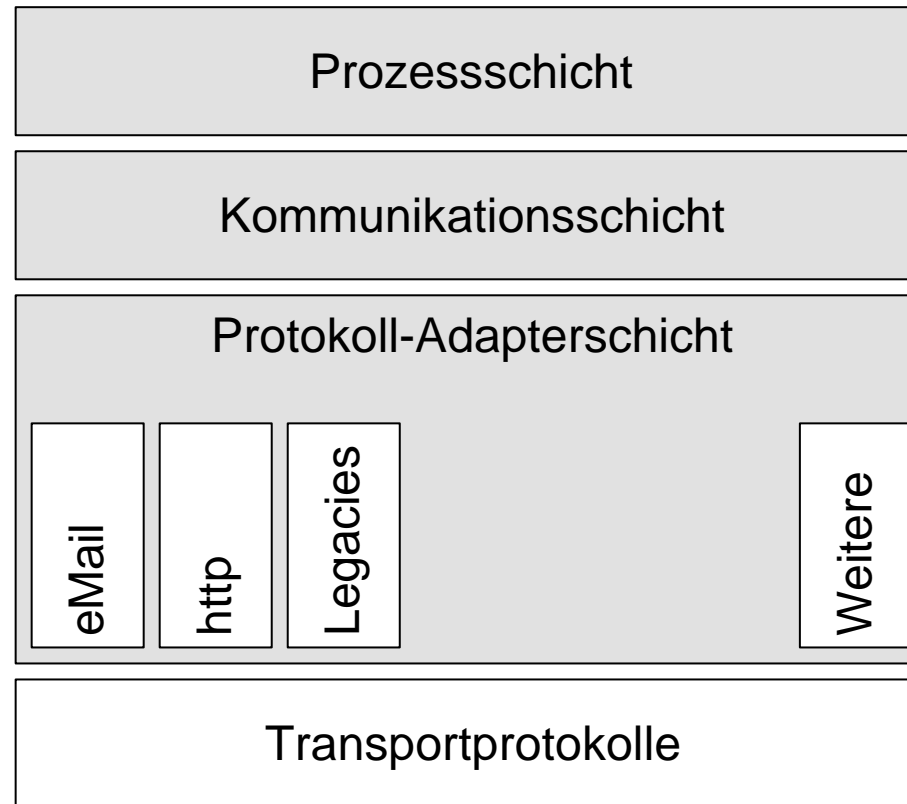 Prozessschicht
Kommunikationsschicht
Protokoll-Adapterschicht
eMail
http
Legacies
Weitere
Transportprotokolle